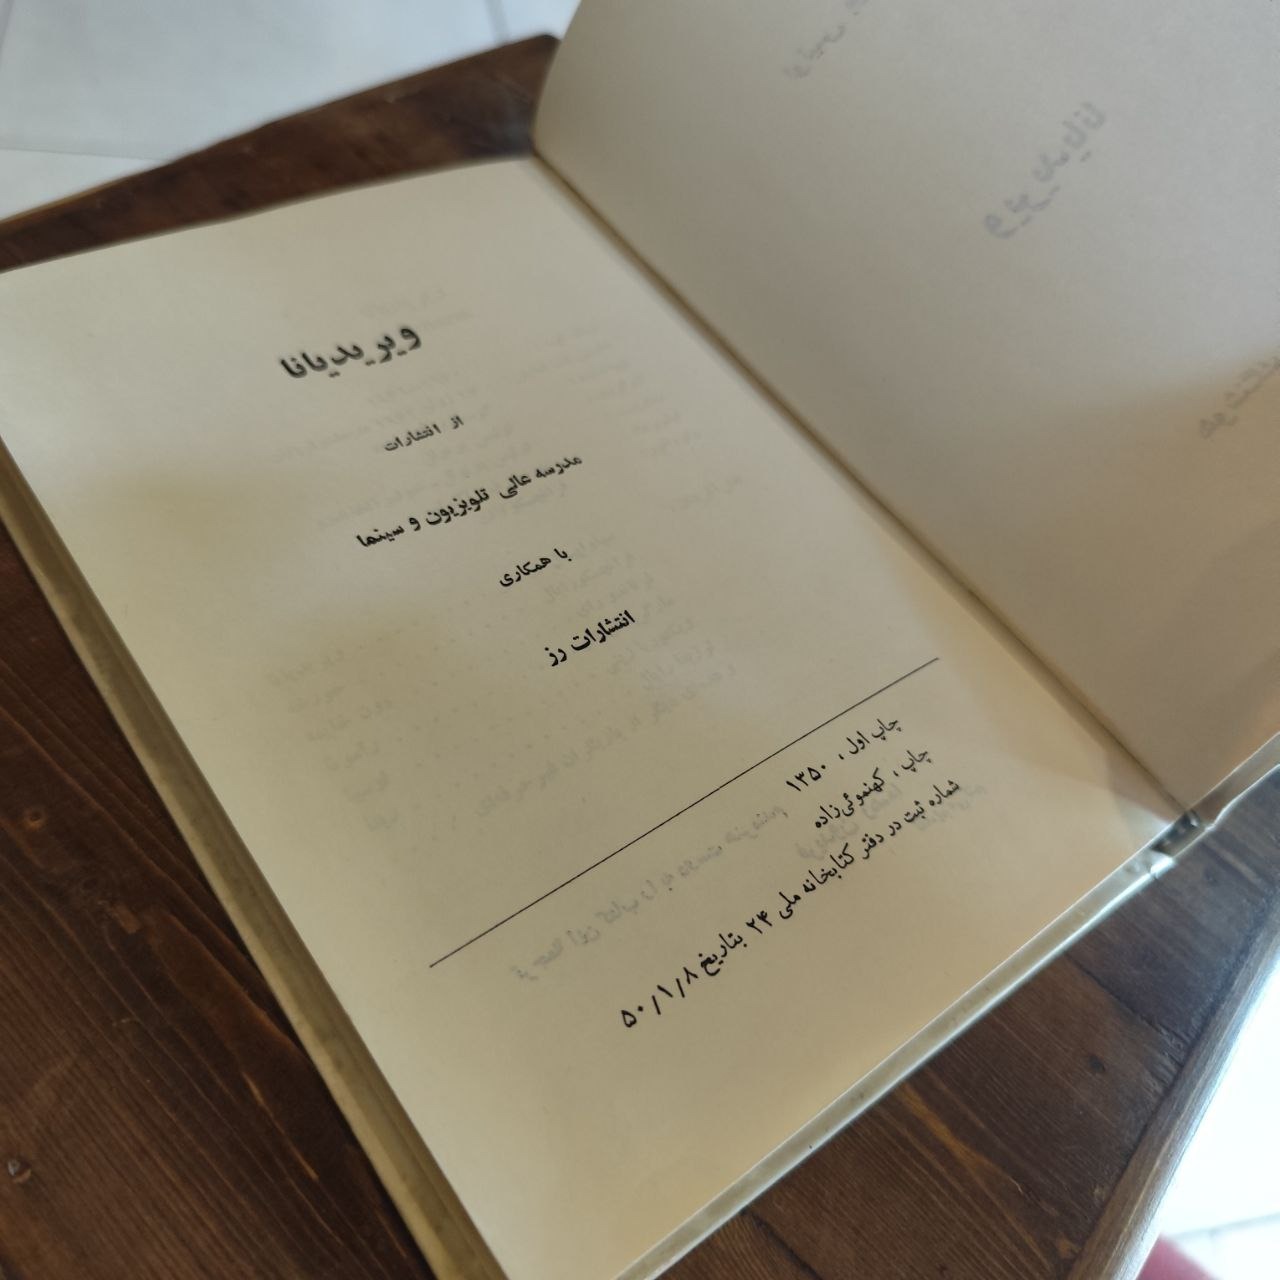 ویریدیانا
از انتشارات
مدرسه عالی تلویزیون و سینما
با همکاری
انتشارات رز
چاپ اول ، ۱۳۵۰
چاپ ، کهنموئی‌زاده
شماره ثبت در دفتر کتابخانه ملی ۲۴ بتاریخ ۵۰/۱/۸